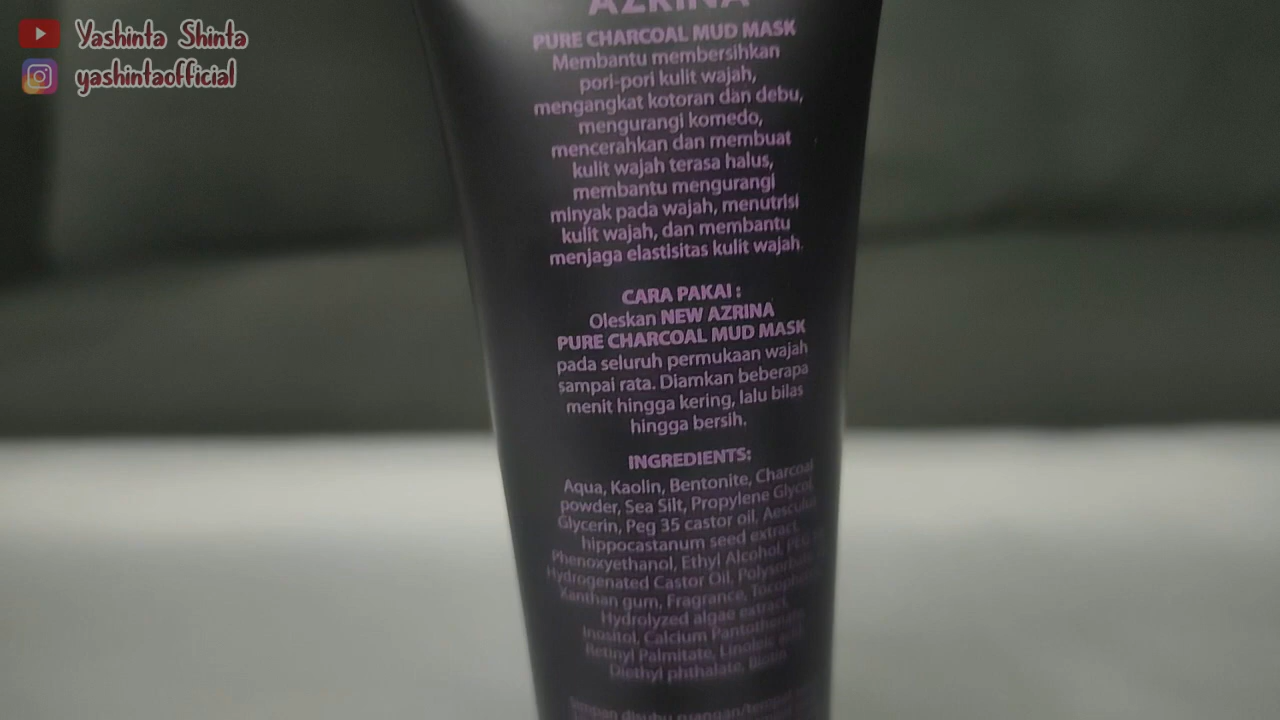 Yashinta Shinta
yashintaofficial
AZRINA
PURE CHARCOAL MUD MASK
Membantu membersihkan
pori-pori kulit wajah,
mengangkat kotoran dan debu,
mengurangi komedo,
mencerahkan dan membuat
kulit wajah terasa halus,
membantu mengurangi
minyak pada wajah, menutrisi
kulit wajah, dan membantu
menjaga elastisitas kulit wajah.
CARA PAKAI :
Oleskan NEW AZRINA
PURE CHARCOAL MUD MASK
pada seluruh permukaan wajah
sampai rata. Diamkan beberapa
menit hingga kering, lalu bilas
hingga bersih.
INGREDIENTS:
Aqua, Kaolin, Bentonite, Charcoal
powder, Sea Silt, Propylene Glycol
Glycerin, Peg 35 castor oil, Aesculus
hippocastanum seed extract,
Phenoxyethanol, Ethyl Alcohol, PEG
Hydrogenated Castor Oil,
Xanthan gum, Fragrance,
Hydrolyzed algae extract,
Inositol, Calcium
Retinyl Palmitate, Linoleic
Diethyl phthalate, Biotin